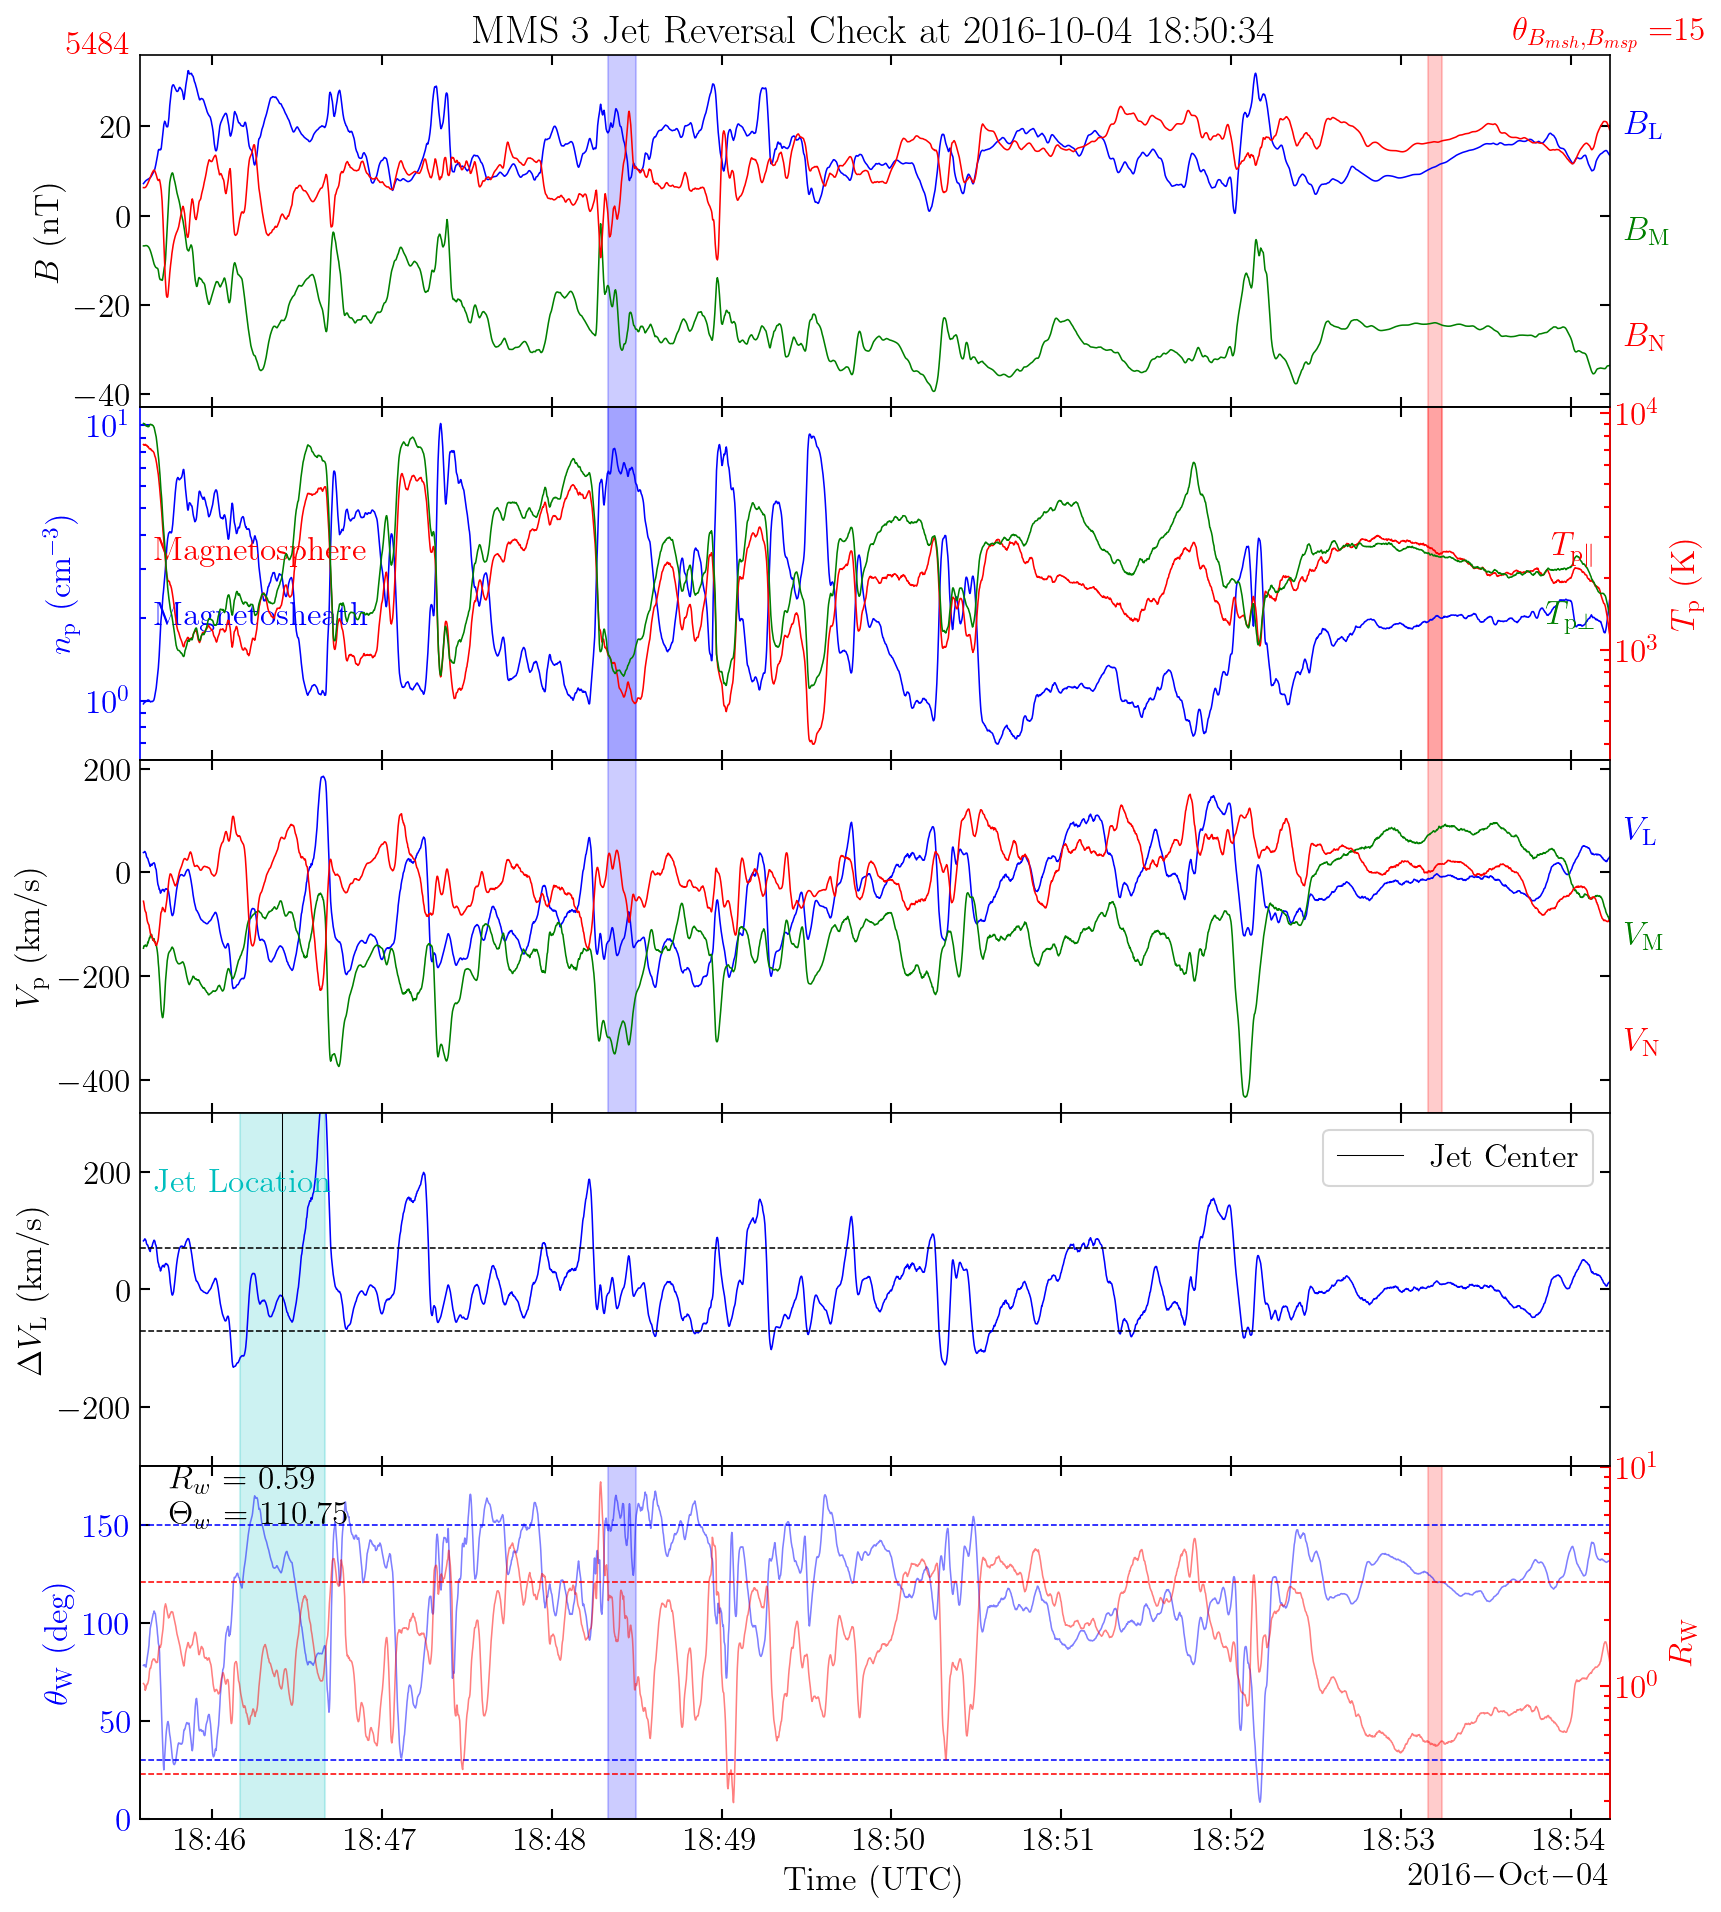 MMS 3 Jet Reversal Check at 2016-10-04 18:50:34
5484
θ_{B_{msh},B_{msp}} =15
20
0
−20
−40
B (nT)
B_L
B_M
B_N
10^1
10^0
n_p (cm^{−3})
Magnetosphere
Magnetosheath
10^4
10^3
T_{p∥}
T_{p⊥}
T_p (K)
200
0
−200
−400
V_p (km/s)
V_L
V_M
V_N
200
0
−200
ΔV_L (km/s)
Jet Location
Jet Center
R_w = 0.59
Θ_w = 110.75
150
100
50
0
θ_W (deg)
10^1
10^0
R_W
18:46 18:47 18:48 18:49 18:50 18:51 18:52 18:53 18:54
Time (UTC)
2016−Oct−04